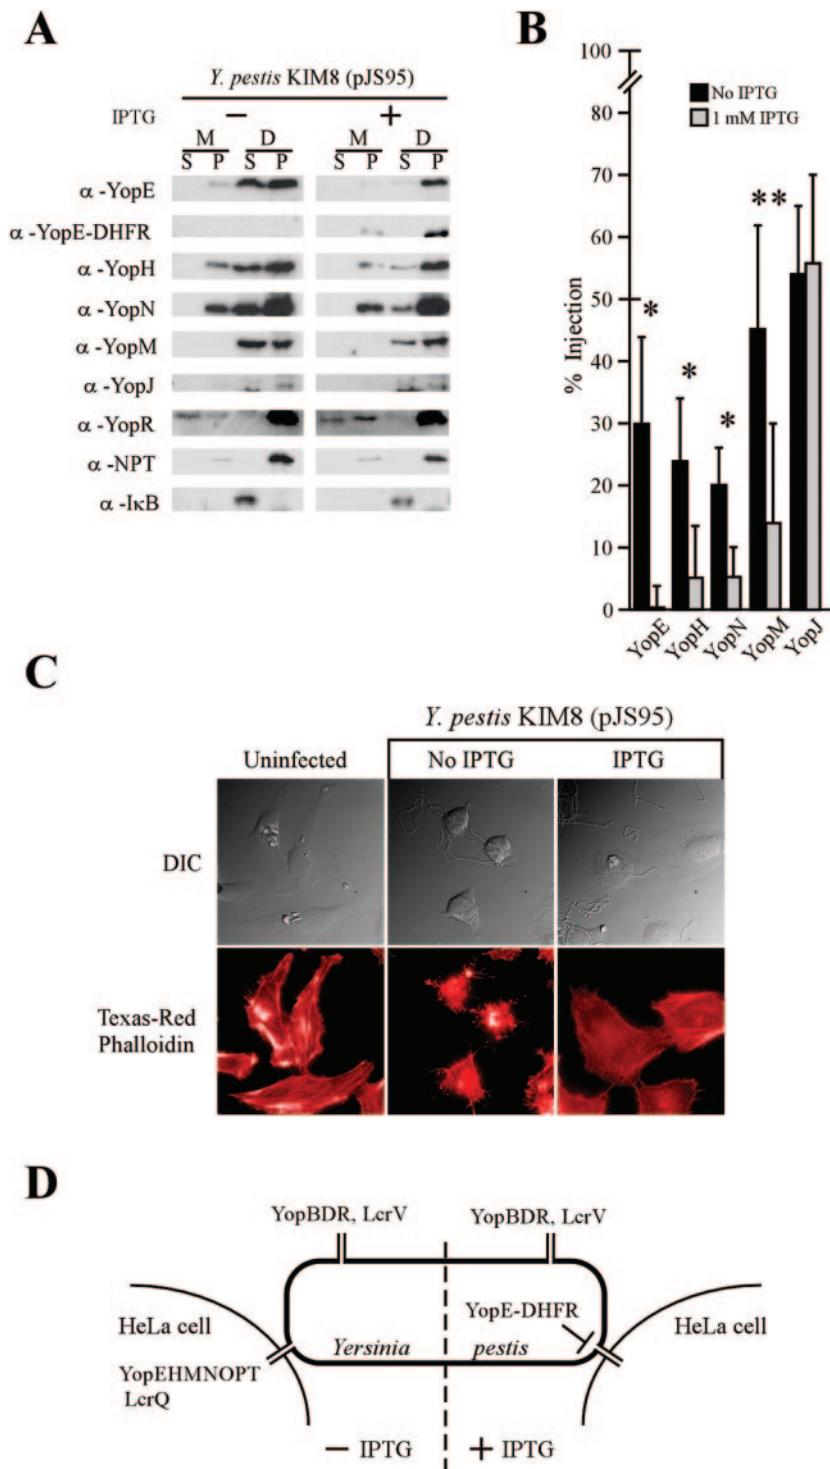 A
Y. pestis KIM8 (pJS95)
IPTG − +
M D M D
S P S P S P S P
α -YopE
α -YopE-DHFR
α -YopH
α -YopN
α -YopM
α -YopJ
α -YopR
α -NPT
α -IκB
B
100
80
70
60
50
40
30
20
10
0
% Injection
No IPTG
1 mM IPTG
*
*
*
**
YopE
YopH
YopN
YopM
YopJ
C
Y. pestis KIM8 (pJS95)
Uninfected No IPTG IPTG
DIC
Texas-Red
Phalloidin
D
YopBDR, LcrV YopBDR, LcrV
YopE-DHFR
HeLa cell HeLa cell
Yersinia pestis
YopEHMNOPT
LcrQ
− IPTG + IPTG